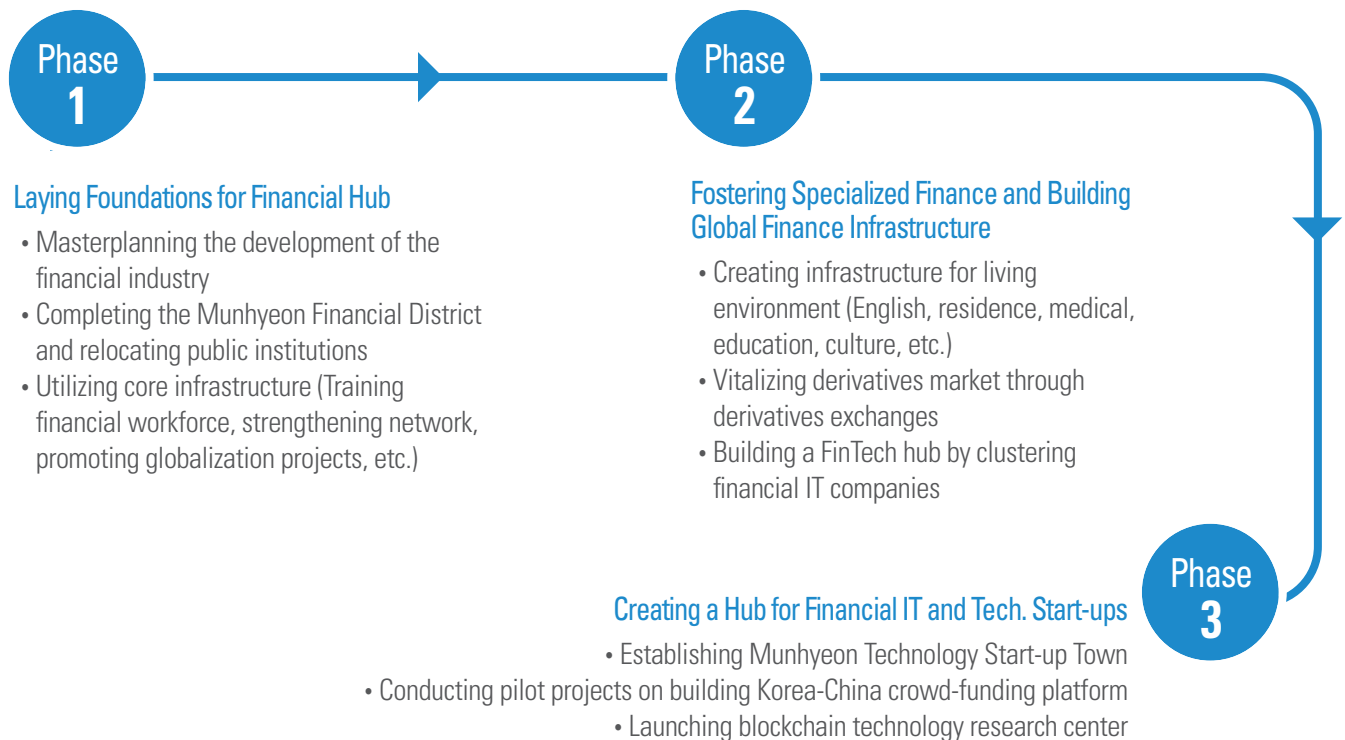 Phase
1
Laying Foundations for Financial Hub
• Masterplanning the development of the
financial industry
• Completing the Munhyeon Financial District
and relocating public institutions
• Utilizing core infrastructure (Training
financial workforce, strengthening network,
promoting globalization projects, etc.)
Phase
2
Fostering Specialized Finance and Building
Global Finance Infrastructure
• Creating infrastructure for living
environment (English, residence, medical,
education, culture, etc.)
• Vitalizing derivatives market through
derivatives exchanges
• Building a FinTech hub by clustering
financial IT companies
Phase
3
Creating a Hub for Financial IT and Tech. Start-ups
• Establishing Munhyeon Technology Start-up Town
• Conducting pilot projects on building Korea-China crowd-funding platform
• Launching blockchain technology research center